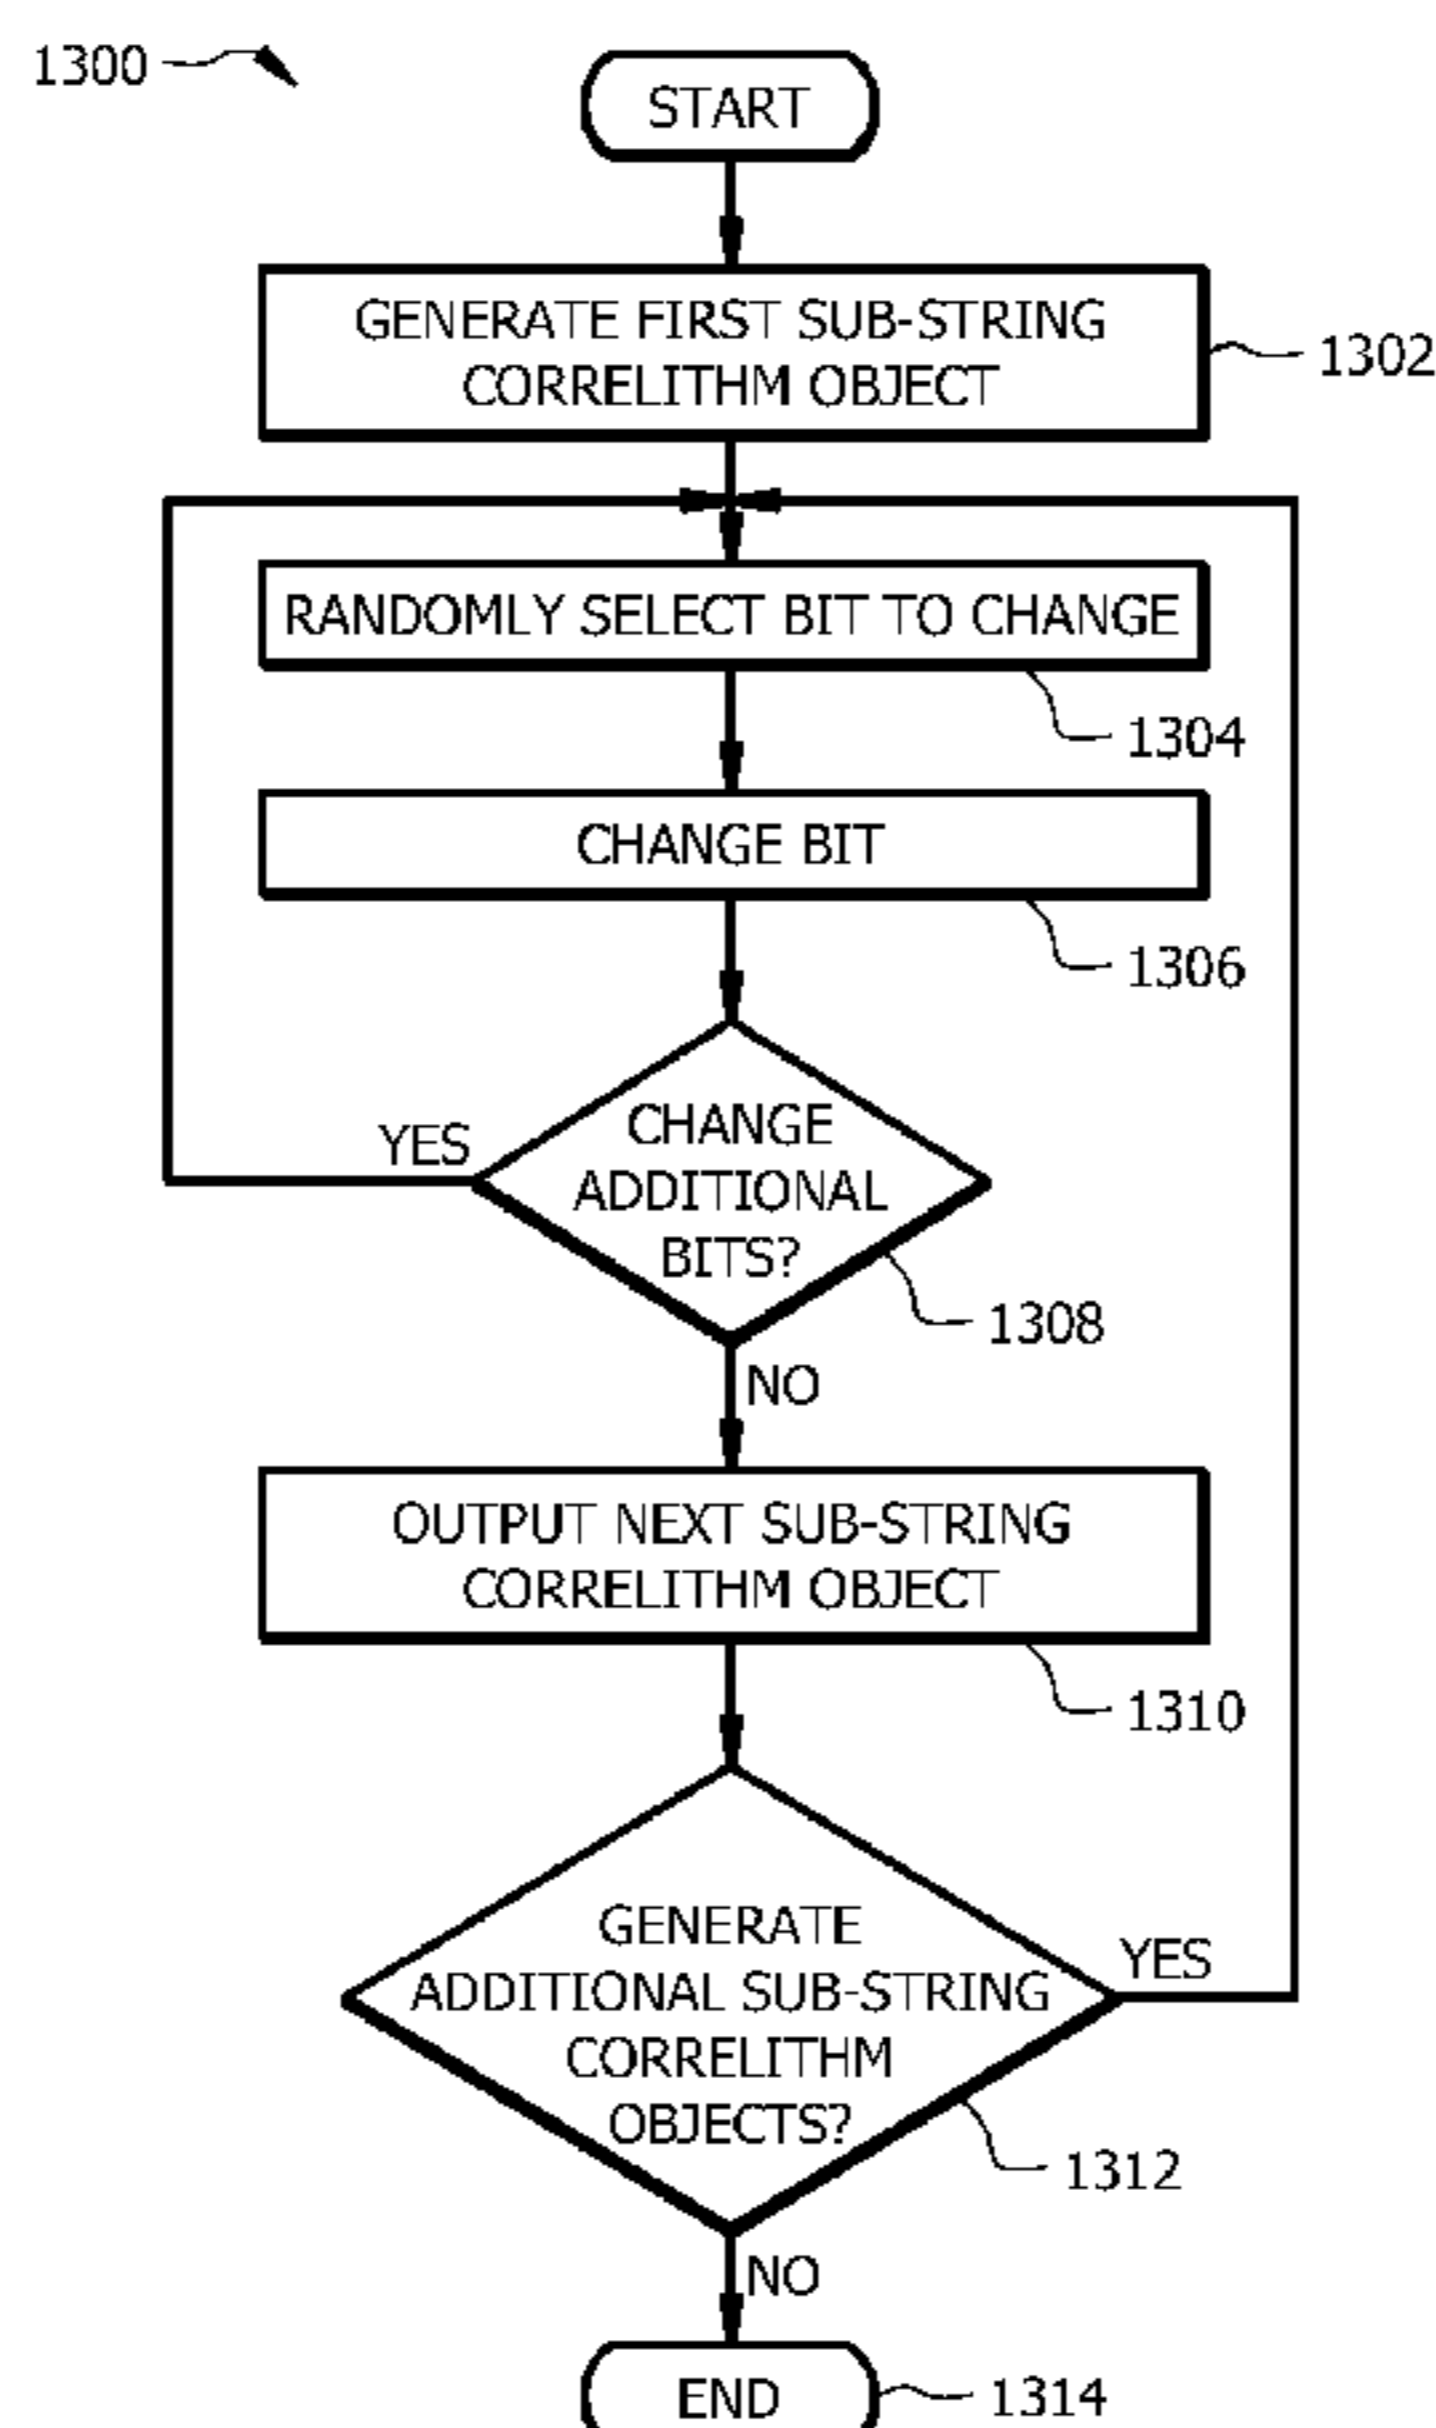 1300
START
GENERATE FIRST SUB-STRING
CORRELITHM OBJECT
1302
RANDOMLY SELECT BIT TO CHANGE
1304
CHANGE BIT
1306
CHANGE
ADDITIONAL
BITS?
YES
1308
NO
OUTPUT NEXT SUB-STRING
CORRELITHM OBJECT
1310
GENERATE
ADDITIONAL SUB-STRING
CORRELITHM
OBJECTS?
YES
1312
NO
END
1314